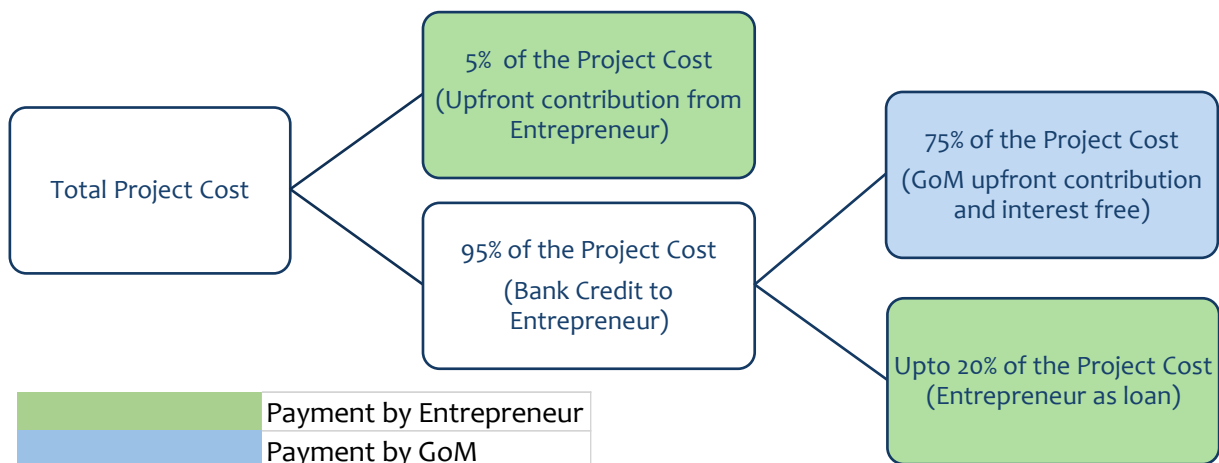 Total Project Cost
5% of the Project Cost
(Upfront contribution from
Entrepreneur)
95% of the Project Cost
(Bank Credit to
Entrepreneur)
75% of the Project Cost
(GoM upfront contribution
and interest free)
Upto 20% of the Project Cost
(Entrepreneur as loan)
Payment by Entrepreneur
Payment by GoM